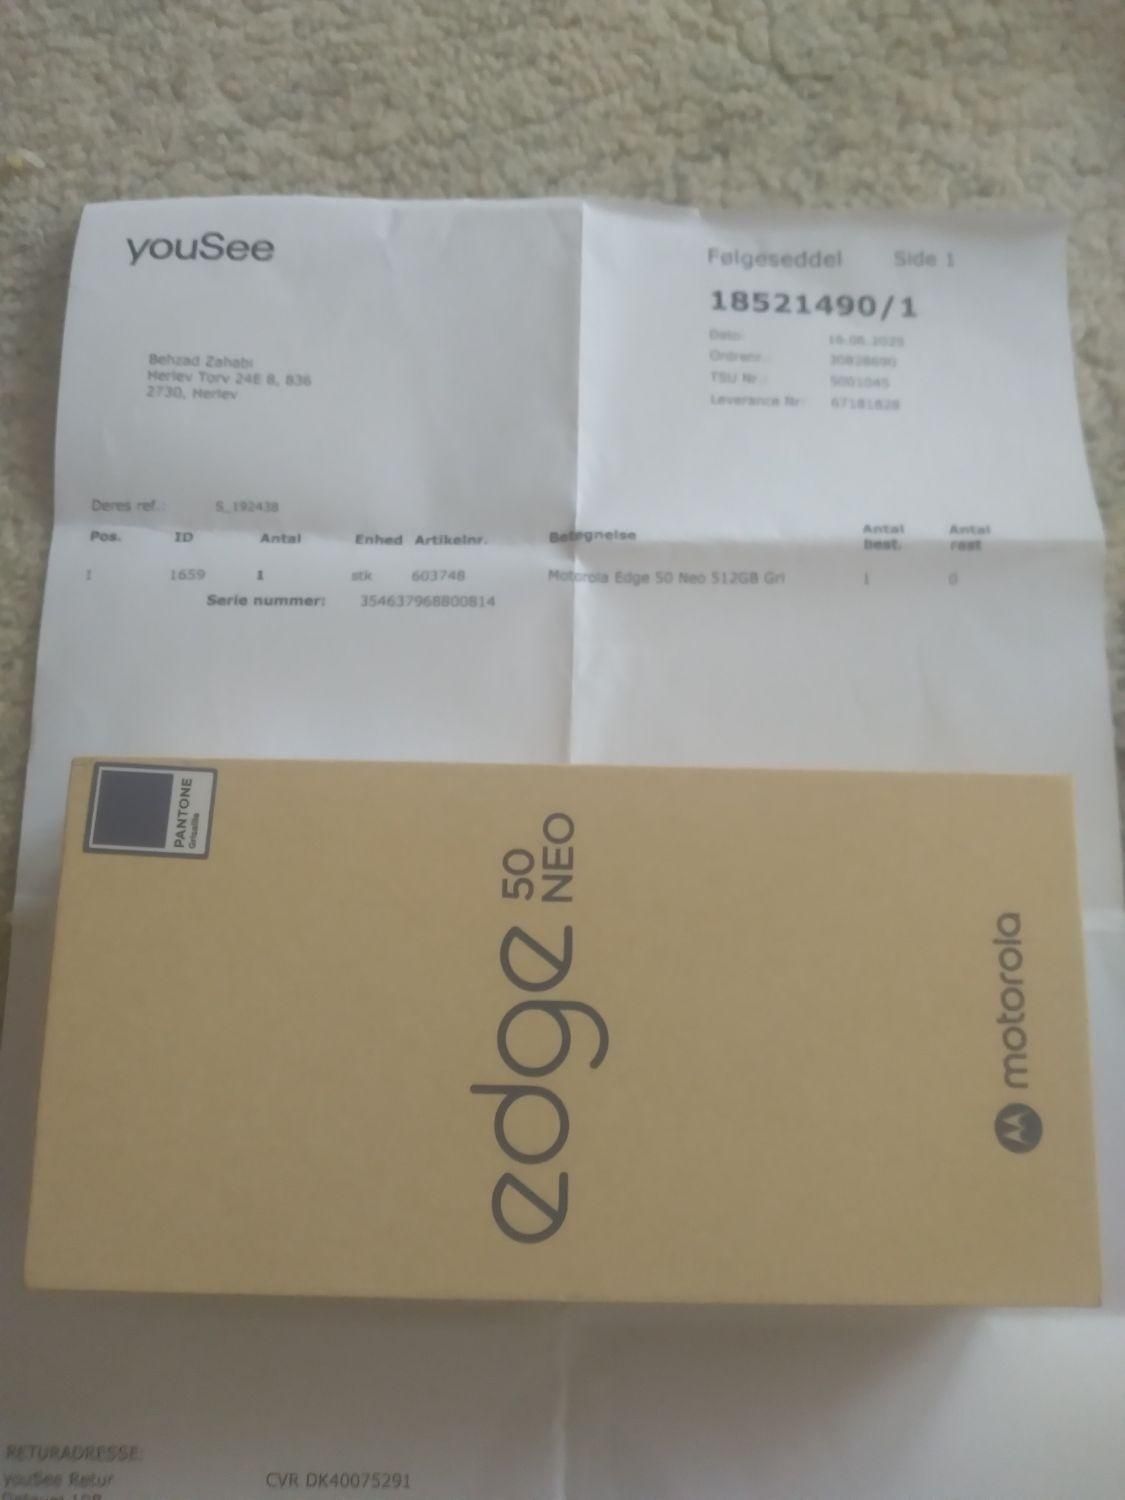 youSee
Følgeseddel Side 1
18521490/1
Dato: 16.06.2025
Ordrenr.: 30828690
TSU Nr.: 5001045
Leverance Nr: 67181828
Behzad Zahabi
Herlev Torv 24E 8, 836
2730, Herlev
Deres ref.: S_192438
Pos. ID Antal Enhed Artikelnr. Betegnelse Antal best. Antal rest
1 1659 1 stk 603748 Motorola Edge 50 Neo 512GB Gri 1 0
Serie nummer: 354637968800814
PANTONE
Grisaille
edge 50
NEO
motorola
RETURADRESSE:
youSee Retur CVR DK40075291